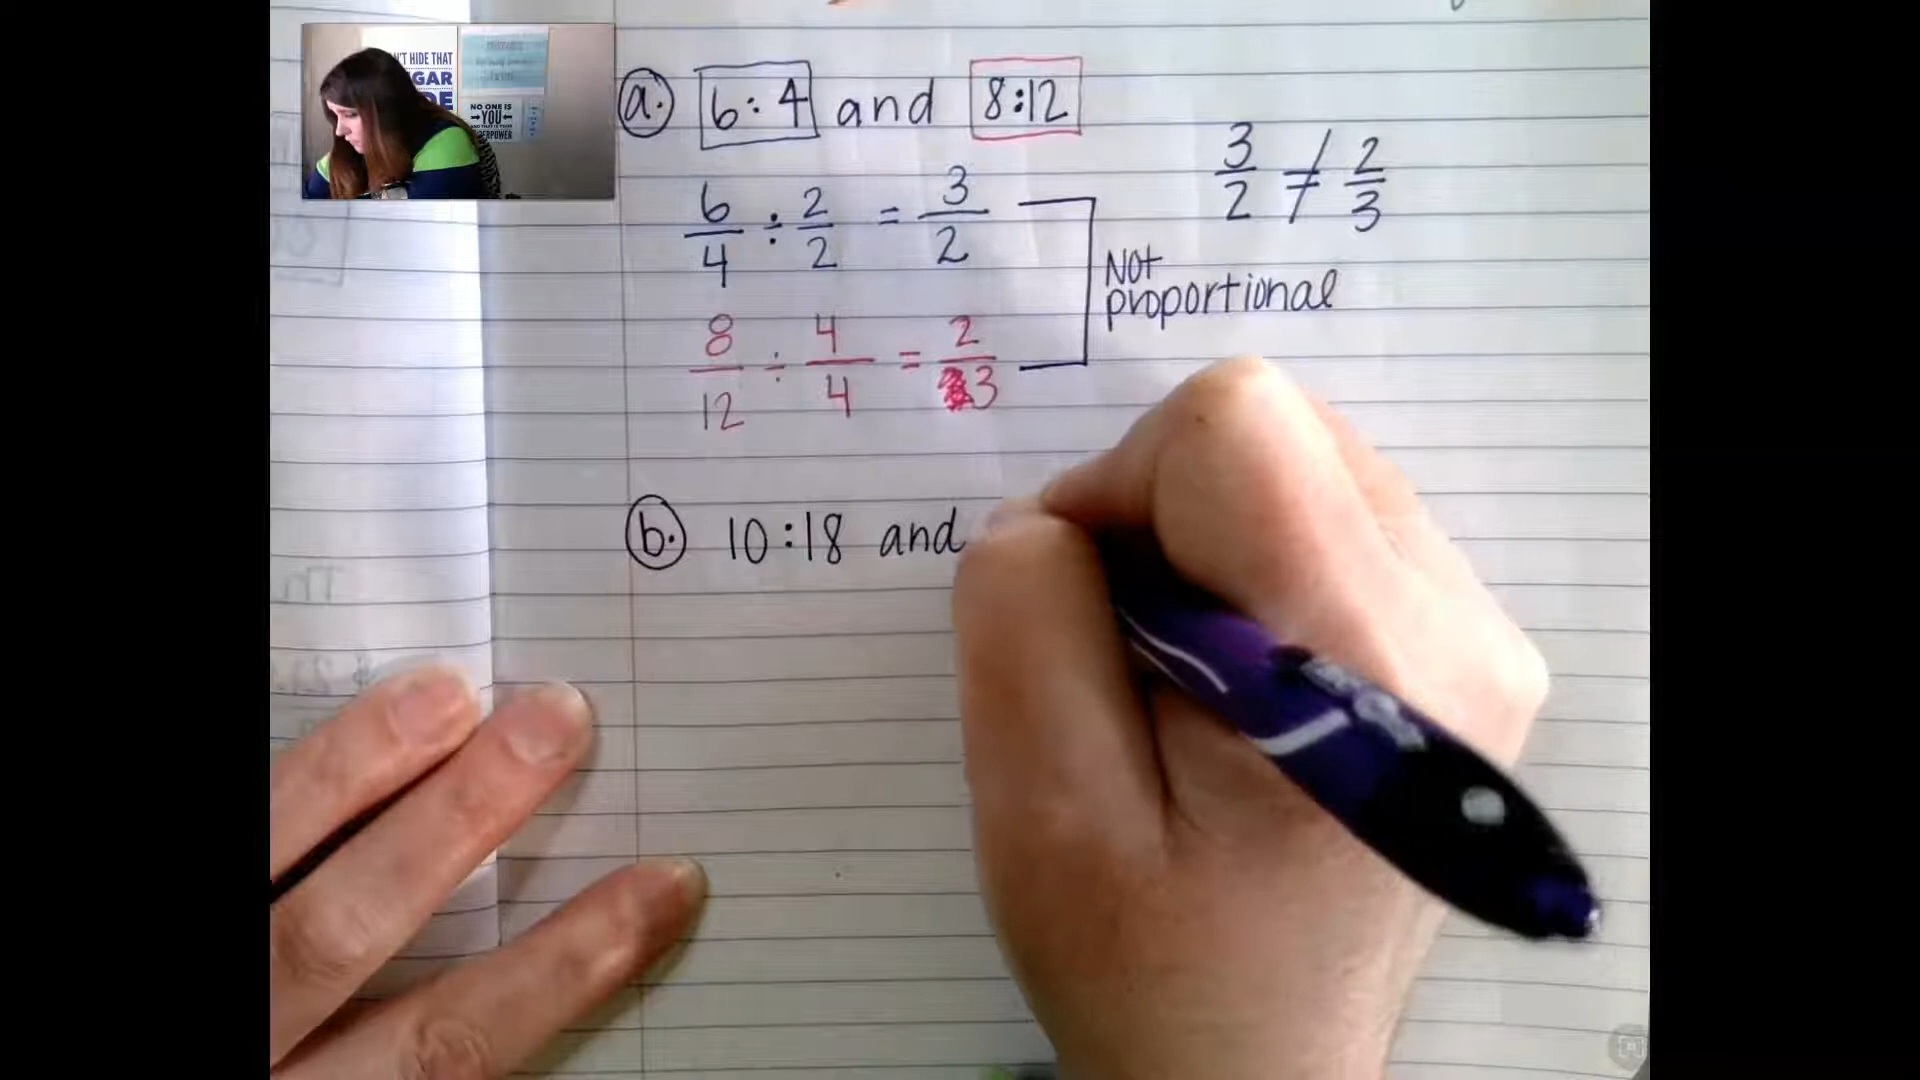 a. 6:4 and 8:12
6/4 ÷ 2/2 = 3/2
3/2 ≠ 2/3
Not
proportional
8/12 ÷ 4/4 = 2/3
b. 10:18 and
NO ONE IS
YOU